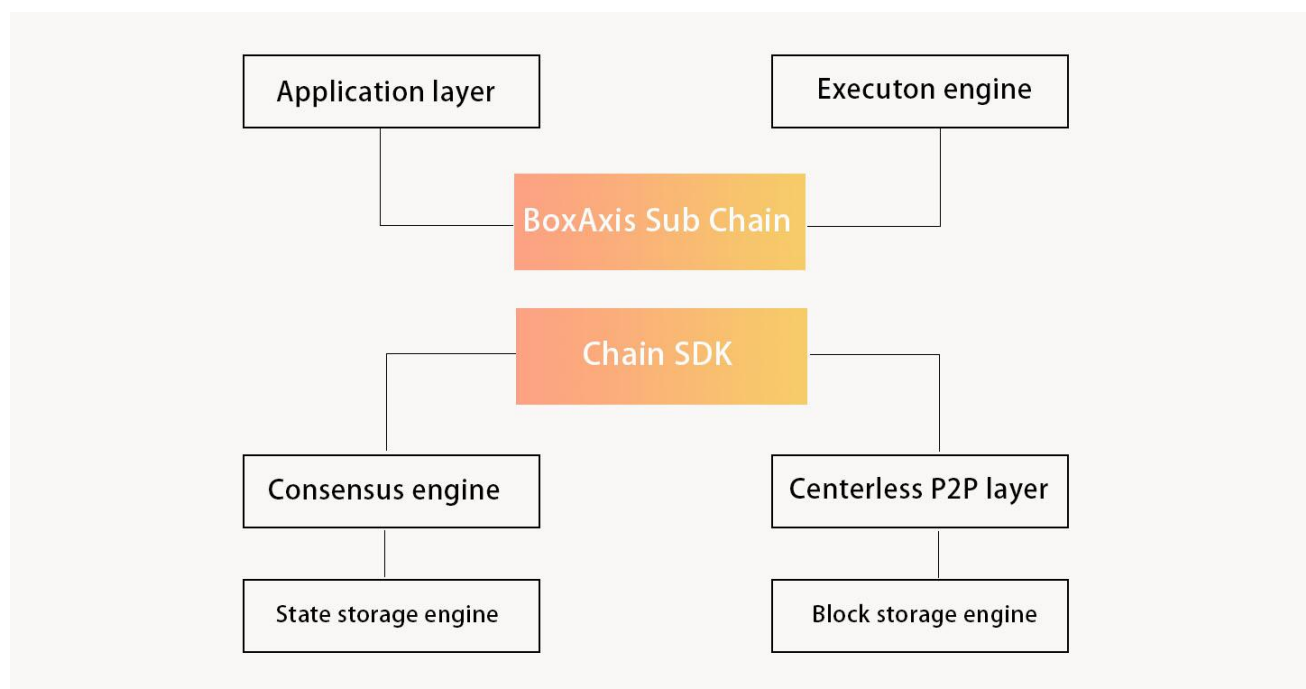 Application layer
Executon engine
BoxAxis Sub Chain
Chain SDK
Consensus engine
Centerless P2P layer
State storage engine
Block storage engine